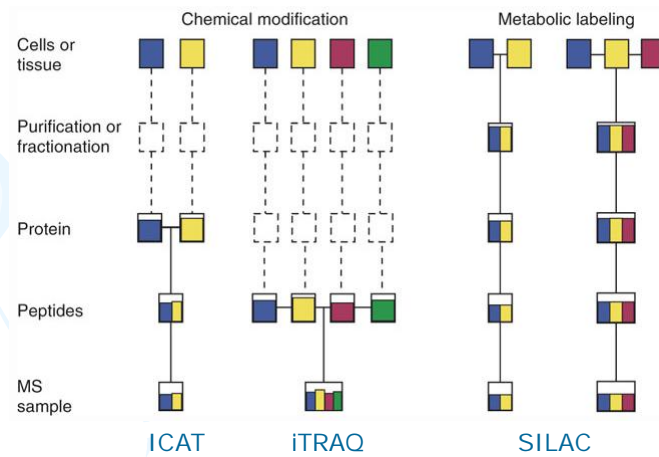 Chemical modification
Metabolic labeling
Cells or
tissue
Purification or
fractionation
Protein
Peptides
MS
sample
ICAT
iTRAQ
SILAC